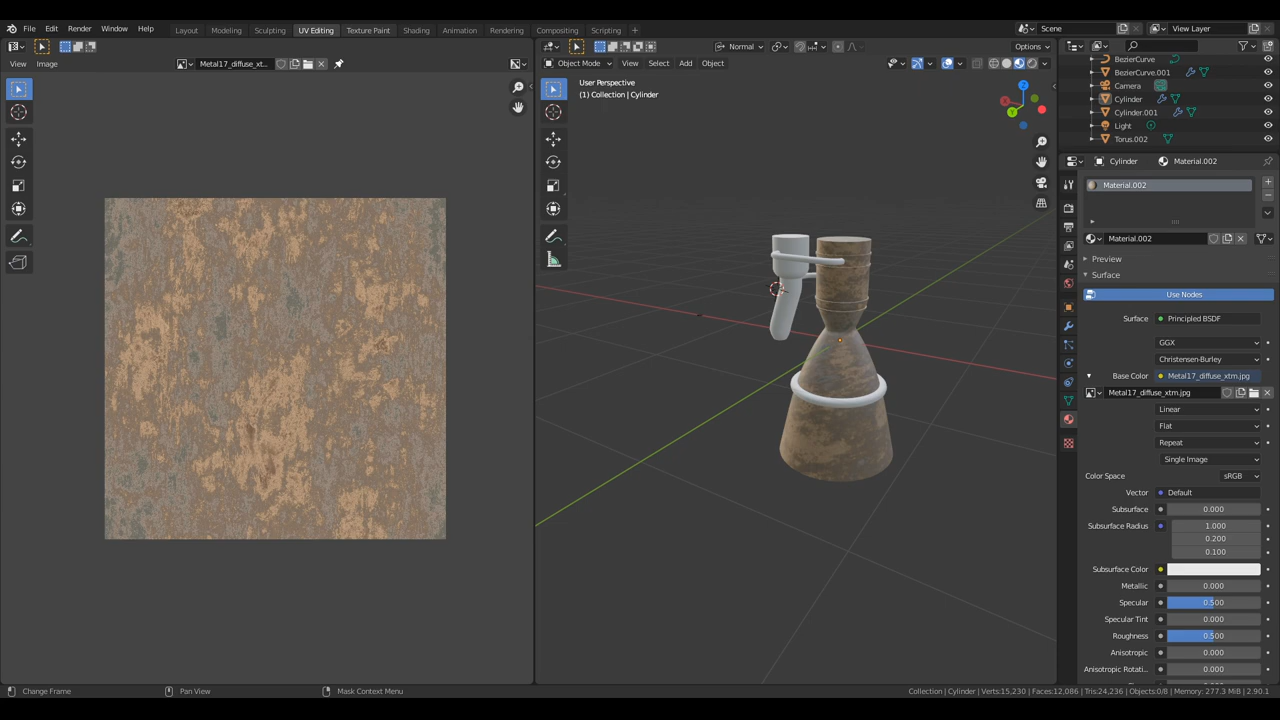 File Edit Render Window Help Layout Modeling Sculpting UV Editing Texture Paint Shading Animation Rendering Compositing Scripting + Scene View Layer
Normal Options
View Image Metal17_diffuse_xt... Object Mode View Select Add Object
User Perspective
(1) Collection | Cylinder
BezierCurve
BezierCurve.001
Camera
Cylinder
Cylinder.001
Light
Torus.002
Cylinder Material.002
Material.002
Material.002
Preview
Surface
Use Nodes
Surface Principled BSDF
GGX
Christensen-Burley
Base Color Metal17_diffuse_xtm.jpg
Metal17_diffuse_xtm.jpg
Linear
Flat
Repeat
Single Image
Color Space sRGB
Vector Default
Subsurface 0.000
Subsurface Radius 1.000
0.200
0.100
Subsurface Color
Metallic 0.000
Specular 0.500
Specular Tint 0.000
Roughness 0.500
Anisotropic 0.000
Anisotropic Rotati... 0.000
Change Frame Pan View Mask Context Menu Collection | Cylinder | Verts:15,230 | Faces:12,086 | Tris:24,236 | Objects:0/8 | Memory: 277.3 MiB | 2.90.1